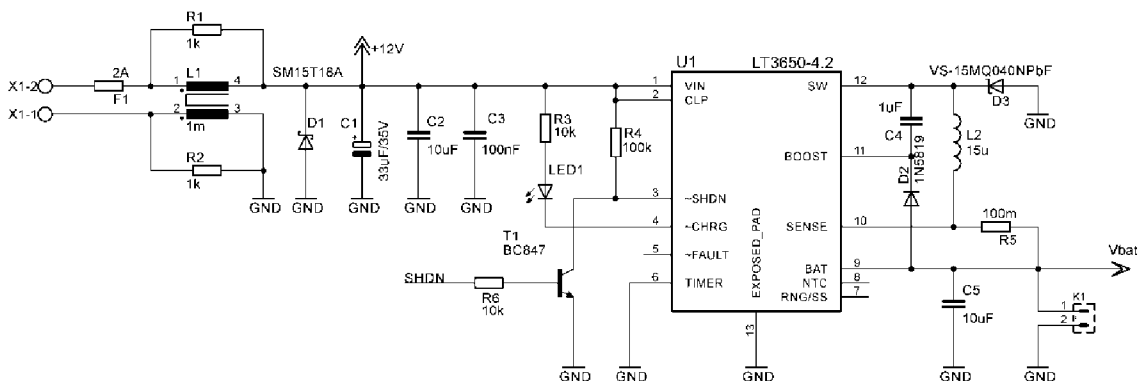 R1
1k
2A
X1-2
F1
1
L1
4
X1-1
2
3
1m
R2
1k
GND
SM15T18A
D1
GND
+12V
C1
+
33uF/35V
GND
C2
10uF
GND
C3
100nF
GND
R3
10k
LED1
R4
100k
T1
BC847
SHDN
R6
10k
GND
GND
U1
LT3650-4.2
1
VIN
2
CLP
3
~SHDN
4
~CHRG
5
~FAULT
6
TIMER
EXPOSED_PAD
13
GND
SW
12
BOOST
11
SENSE
10
BAT
9
NTC
8
RNG/SS
7
VS-15MQ040NPbF
D3
GND
1uF
C4
D2
1N5819
L2
15u
100m
R5
Vbat
C5
10uF
GND
K1
1
2
GND